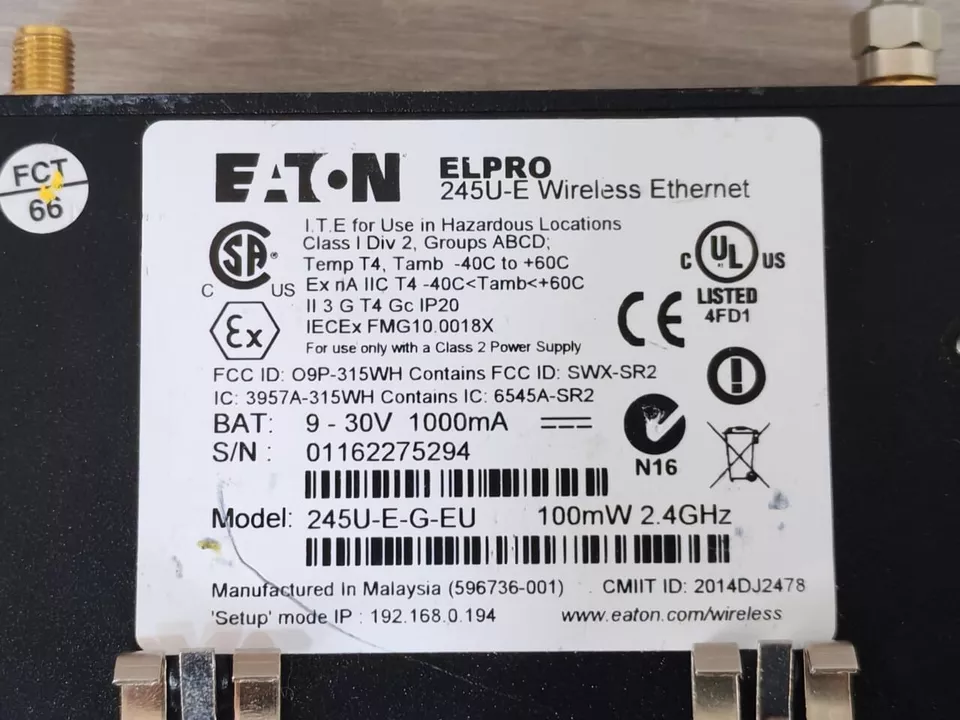 FCT
66
EATON
ELPRO
245U-E Wireless Ethernet
I.T.E for Use in Hazardous Locations
Class I Div 2, Groups ABCD;
Temp T4, Tamb -40C to +60C
Ex nA IIC T4 -40C<Tamb<+60C
II 3 G T4 Gc IP20
IECEx FMG10.0018X
For use only with a Class 2 Power Supply
SA
C US
Ex
C UL US
LISTED
4FD1
CE
FCC ID: O9P-315WH Contains FCC ID: SWX-SR2
IC: 3957A-315WH Contains IC: 6545A-SR2
BAT: 9 - 30V 1000mA
N16
S/N : 01162275294
Model: 245U-E-G-EU 100mW 2.4GHz
Manufactured In Malaysia (596736-001) CMIIT ID: 2014DJ2478
'Setup' mode IP : 192.168.0.194 www.eaton.com/wireless